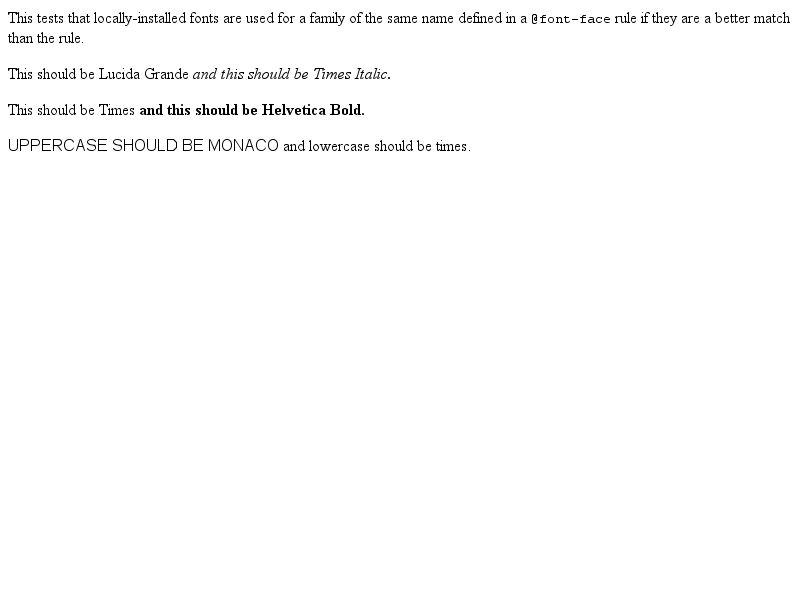 This tests that locally-installed fonts are used for a family of the same name defined in a @font-face rule if they are a better match
than the rule.
This should be Lucida Grande and this should be Times Italic.
This should be Times and this should be Helvetica Bold.
UPPERCASE SHOULD BE MONACO and lowercase should be times.